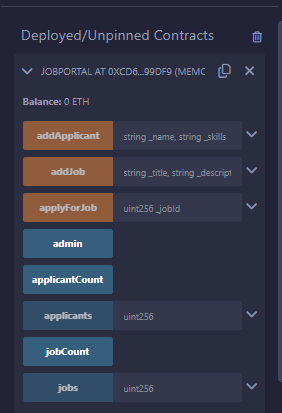 Deployed/Unpinned Contracts
JOBPORTAL AT 0XCD6...99DF9 (MEMO
Balance: 0 ETH
addApplicant string _name, string _skills
addJob string _title, string _descript
applyForJob uint256 _jobId
admin
applicantCount
applicants uint256
jobCount
jobs uint256